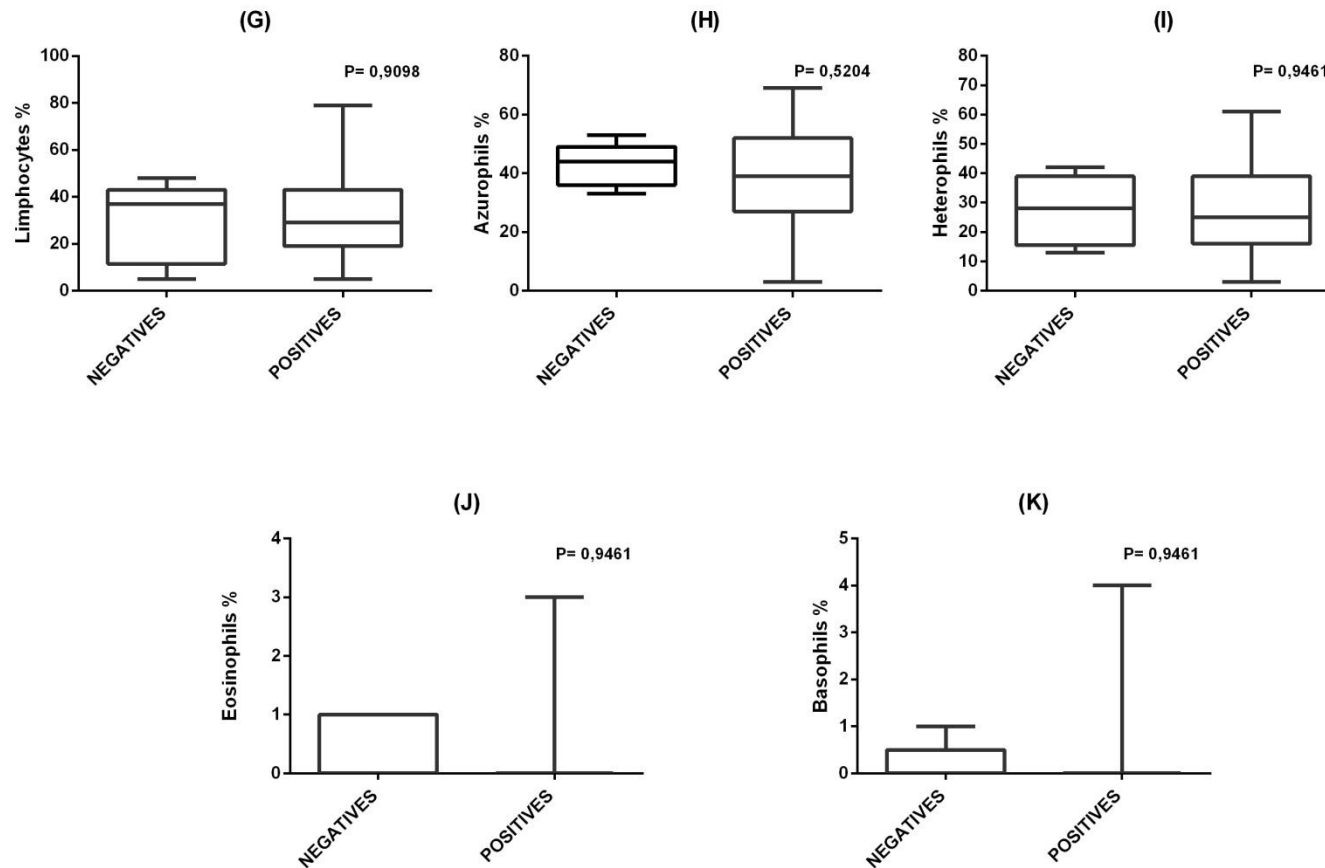 (G)
Limphocytes %
100
80
60
40
20
0
P= 0,9098
NEGATIVES
POSITIVES
(H)
Azurophils %
80
60
40
20
0
P= 0,5204
NEGATIVES
POSITIVES
(I)
Heterophils %
80
70
60
50
40
30
20
10
0
P= 0,9461
NEGATIVES
POSITIVES
(J)
Eosinophils %
4
3
2
1
0
P= 0,9461
NEGATIVES
POSITIVES
(K)
Basophils %
5
4
3
2
1
0
P= 0,9461
NEGATIVES
POSITIVES